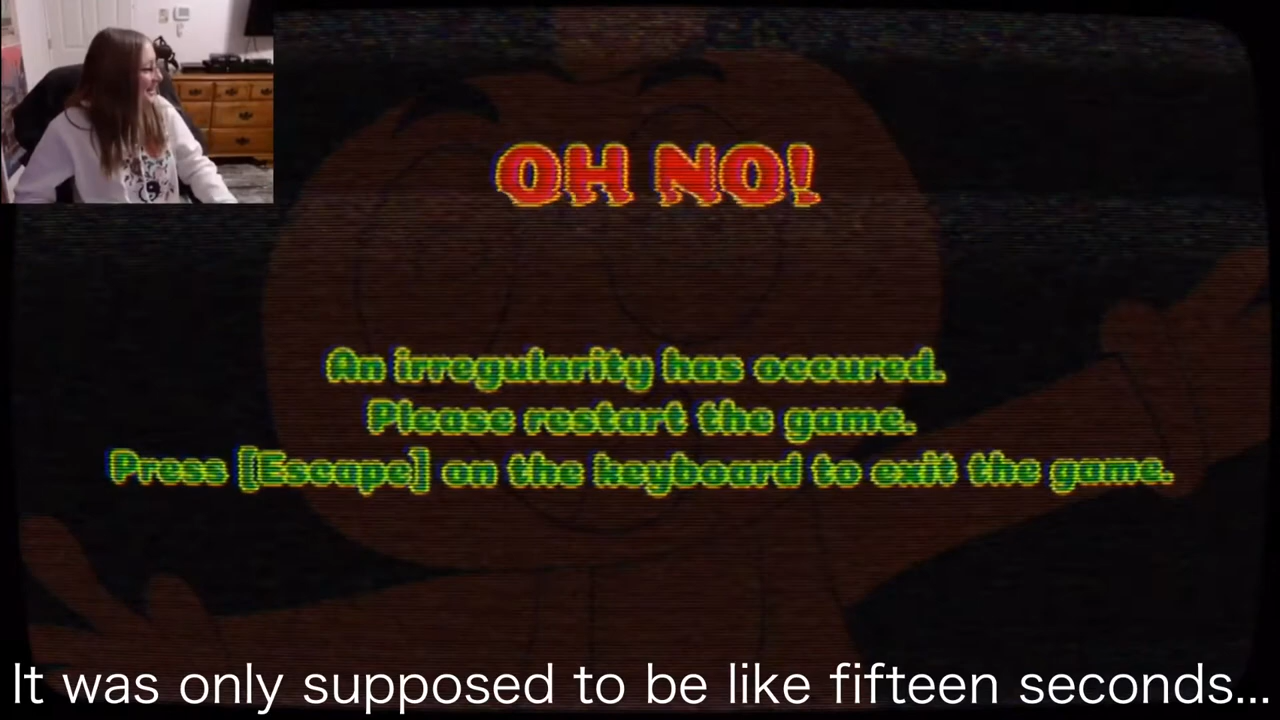 OH NO!
An irregularity has occured.
Please restart the game.
Press [Escape] on the keyboard to exit the game.
It was only supposed to be like fifteen seconds...